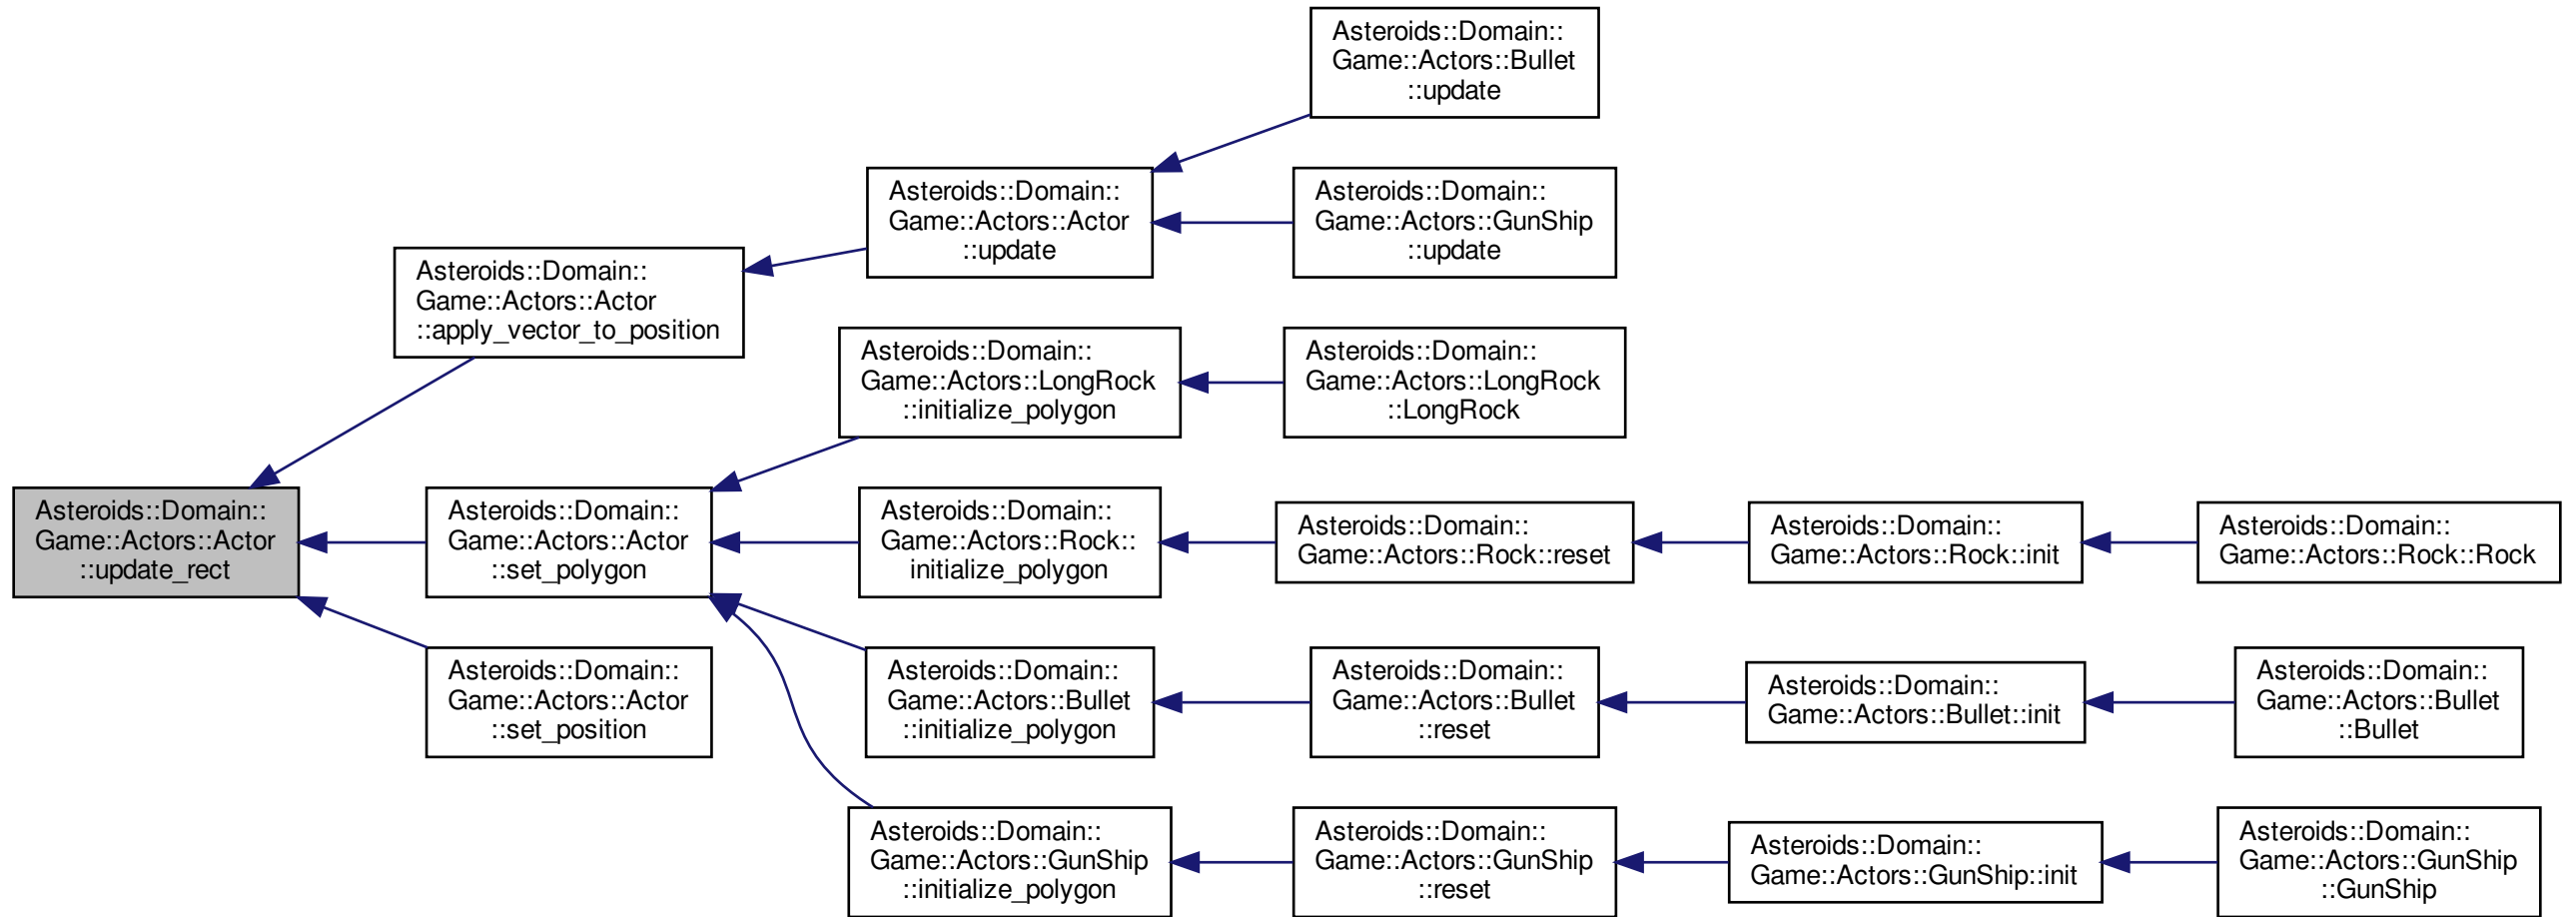 Asteroids::Domain::
Game::Actors::Bullet
::update
Asteroids::Domain::
Game::Actors::Actor
::update
Asteroids::Domain::
Game::Actors::GunShip
::update
Asteroids::Domain::
Game::Actors::Actor
::apply_vector_to_position
Asteroids::Domain::
Game::Actors::LongRock
::initialize_polygon
Asteroids::Domain::
Game::Actors::LongRock
::LongRock
Asteroids::Domain::
Game::Actors::Actor
::update_rect
Asteroids::Domain::
Game::Actors::Actor
::set_polygon
Asteroids::Domain::
Game::Actors::Rock::
initialize_polygon
Asteroids::Domain::
Game::Actors::Rock::reset
Asteroids::Domain::
Game::Actors::Rock::init
Asteroids::Domain::
Game::Actors::Rock::Rock
Asteroids::Domain::
Game::Actors::Actor
::set_position
Asteroids::Domain::
Game::Actors::Bullet
::initialize_polygon
Asteroids::Domain::
Game::Actors::Bullet
::reset
Asteroids::Domain::
Game::Actors::Bullet::init
Asteroids::Domain::
Game::Actors::Bullet
::Bullet
Asteroids::Domain::
Game::Actors::GunShip
::initialize_polygon
Asteroids::Domain::
Game::Actors::GunShip
::reset
Asteroids::Domain::
Game::Actors::GunShip::init
Asteroids::Domain::
Game::Actors::GunShip
::GunShip